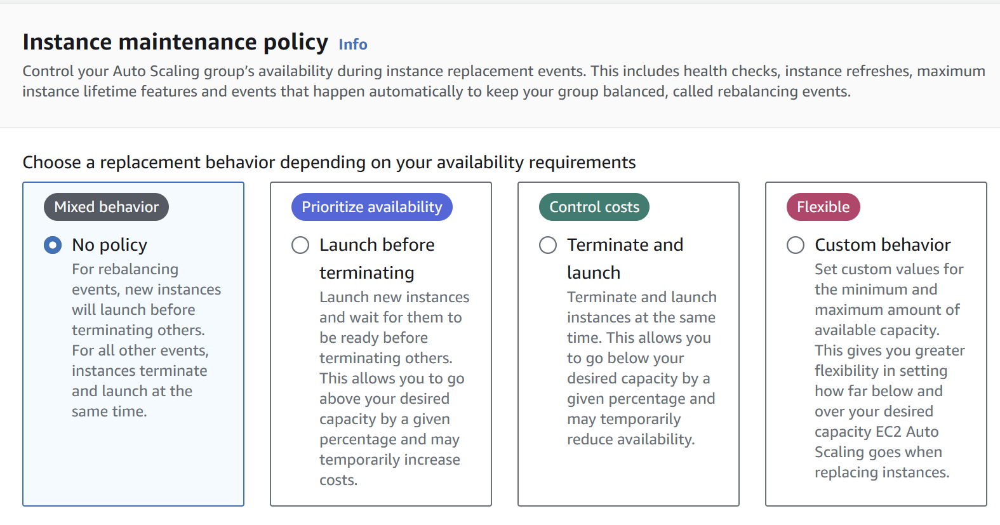 Instance maintenance policy Info
Control your Auto Scaling group’s availability during instance replacement events. This includes health checks, instance refreshes, maximum
instance lifetime features and events that happen automatically to keep your group balanced, called rebalancing events.
Choose a replacement behavior depending on your availability requirements
Mixed behavior
No policy
For rebalancing
events, new instances
will launch before
terminating others.
For all other events,
instances terminate
and launch at the
same time.
Prioritize availability
Launch before
terminating
Launch new instances
and wait for them to
be ready before
terminating others.
This allows you to go
above your desired
capacity by a given
percentage and may
temporarily increase
costs.
Control costs
Terminate and
launch
Terminate and launch
instances at the same
time. This allows you
to go below your
desired capacity by a
given percentage and
may temporarily
reduce availability.
Flexible
Custom behavior
Set custom values for
the minimum and
maximum amount of
available capacity.
This gives you greater
flexibility in setting
how far below and
over your desired
capacity EC2 Auto
Scaling goes when
replacing instances.